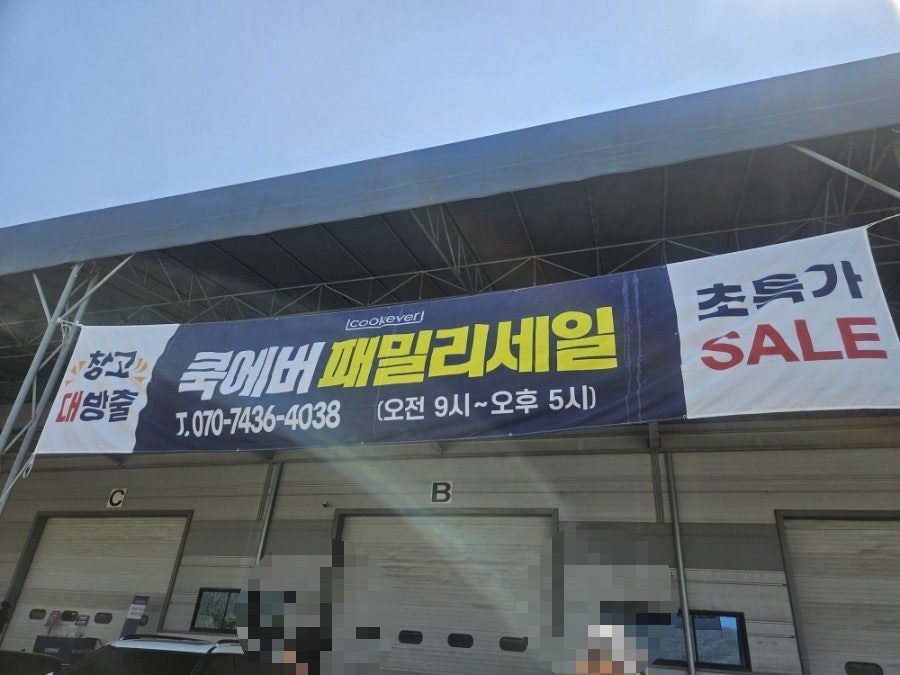 창고
대방출
cookever
쿡에버 패밀리세일
T. 070-7436-4038 (오전 9시~오후 5시)
초특가
SALE
C
B